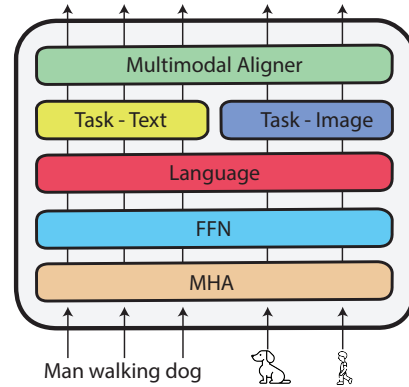 Multimodal Aligner
Task - Text
Task - Image
Language
FFN
MHA
Man walking dog